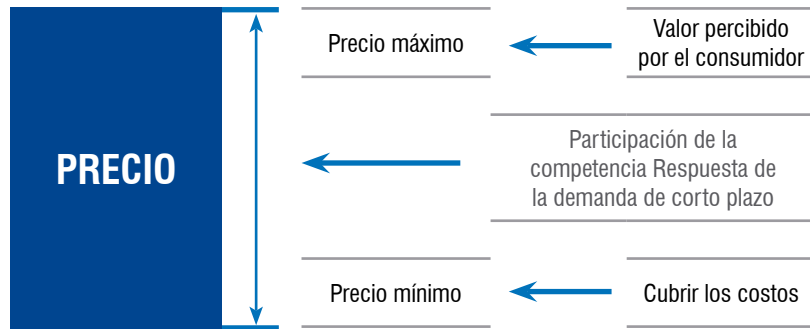 PRECIO
Precio máximo
Valor percibido
por el consumidor
Participación de la
competencia Respuesta de
la demanda de corto plazo
Precio mínimo
Cubrir los costos